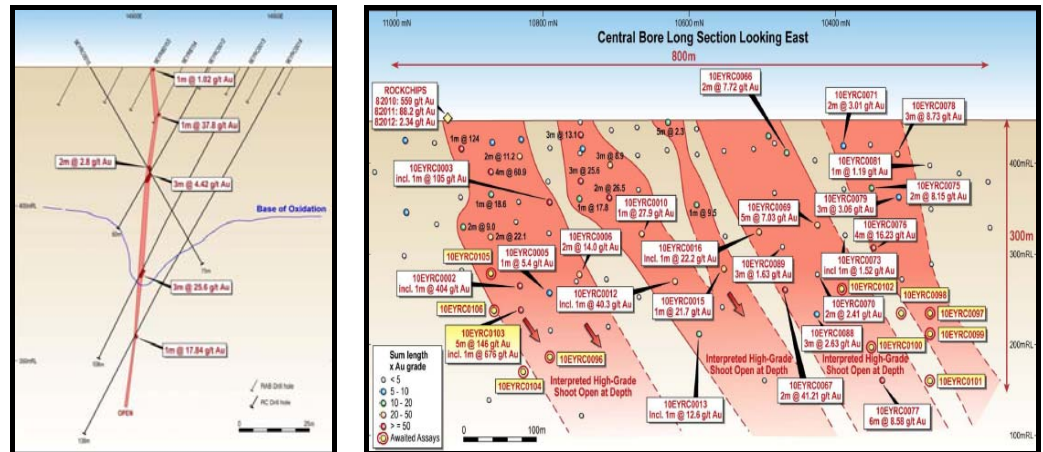 14900E
1m @ 1.02 g/t Au
1m @ 37.8 g/t Au
2m @ 2.8 g/t Au
3m @ 4.42 g/t Au
400mRL
Base of Oxidation
3m @ 25.6 g/t Au
1m @ 17.84 g/t Au
RAB Drill hole
RC Drill hole
OPEN
0
25m
11000 mN
10800 mN
10600 mN
10400 mN
Central Bore Long Section Looking East
800m
ROCKCHIPS
82010: 559 g/t Au
82011: 88.2 g/t Au
82012: 2.34 g/t Au
10EYRC0066
2m @ 7.72 g/t Au
10EYRC0071
2m @ 3.01 g/t Au
10EYRC0078
3m @ 8.73 g/t Au
1m @ 124
3m @ 13.1
5m @ 2.3
2m @ 11.2
3m @ 8.9
4m @ 60.9
3m @ 25.6
2m @ 26.5
1m @ 18.6
1m @ 17.8
1m @ 9.5
2m @ 9.0
2m @ 22.1
400mRL
10EYRC0081
1m @ 1.19 g/t Au
10EYRC0003
incl. 1m @ 105 g/t Au
10EYRC0075
2m @ 8.15 g/t Au
10EYRC0079
3m @ 3.06 g/t Au
10EYRC0010
1m @ 27.9 g/t Au
10EYRC0069
5m @ 7.03 g/t Au
10EYRC0076
4m @ 16.23 g/t Au
300m
10EYRC0006
2m @ 14.0 g/t Au
10EYRC0016
incl. 1m @ 22.2 g/t Au
10EYRC0005
1m @ 5.4 g/t Au
10EYRC0105
10EYRC0089
3m @ 1.63 g/t Au
10EYRC0073
incl 1m @ 1.52 g/t Au
10EYRC0002
incl. 1m @ 404 g/t Au
10EYRC0012
Incl. 1m @ 40.3 g/t Au
10EYRC0015
1m @ 21.7 g/t Au
10EYRC0102
10EYRC0098
10EYRC0070
2m @ 2.41 g/t Au
10EYRC0106
10EYRC0097
10EYRC0103
5m @ 146 g/t Au
incl. 1m @ 676 g/t Au
10EYRC0088
3m @ 2.63 g/t Au
10EYRC0099
10EYRC0100
200mRL
10EYRC0096
10EYRC0104
Interpreted High-Grade
Shoot Open at Depth
Interpreted High-Grade
Shoot Open at Depth
Interpreted High-Grade
Shoot Open at Depth
10EYRC0101
10EYRC0013
Incl. 1m @ 12.6 g/t Au
10EYRC0067
2m @ 41.21 g/t Au
10EYRC0077
6m @ 8.58 g/t Au
Sum length
x Au grade
< 5
5 - 10
10 - 20
20 - 50
>= 50
Awaited Assays
0
100m
100mRL